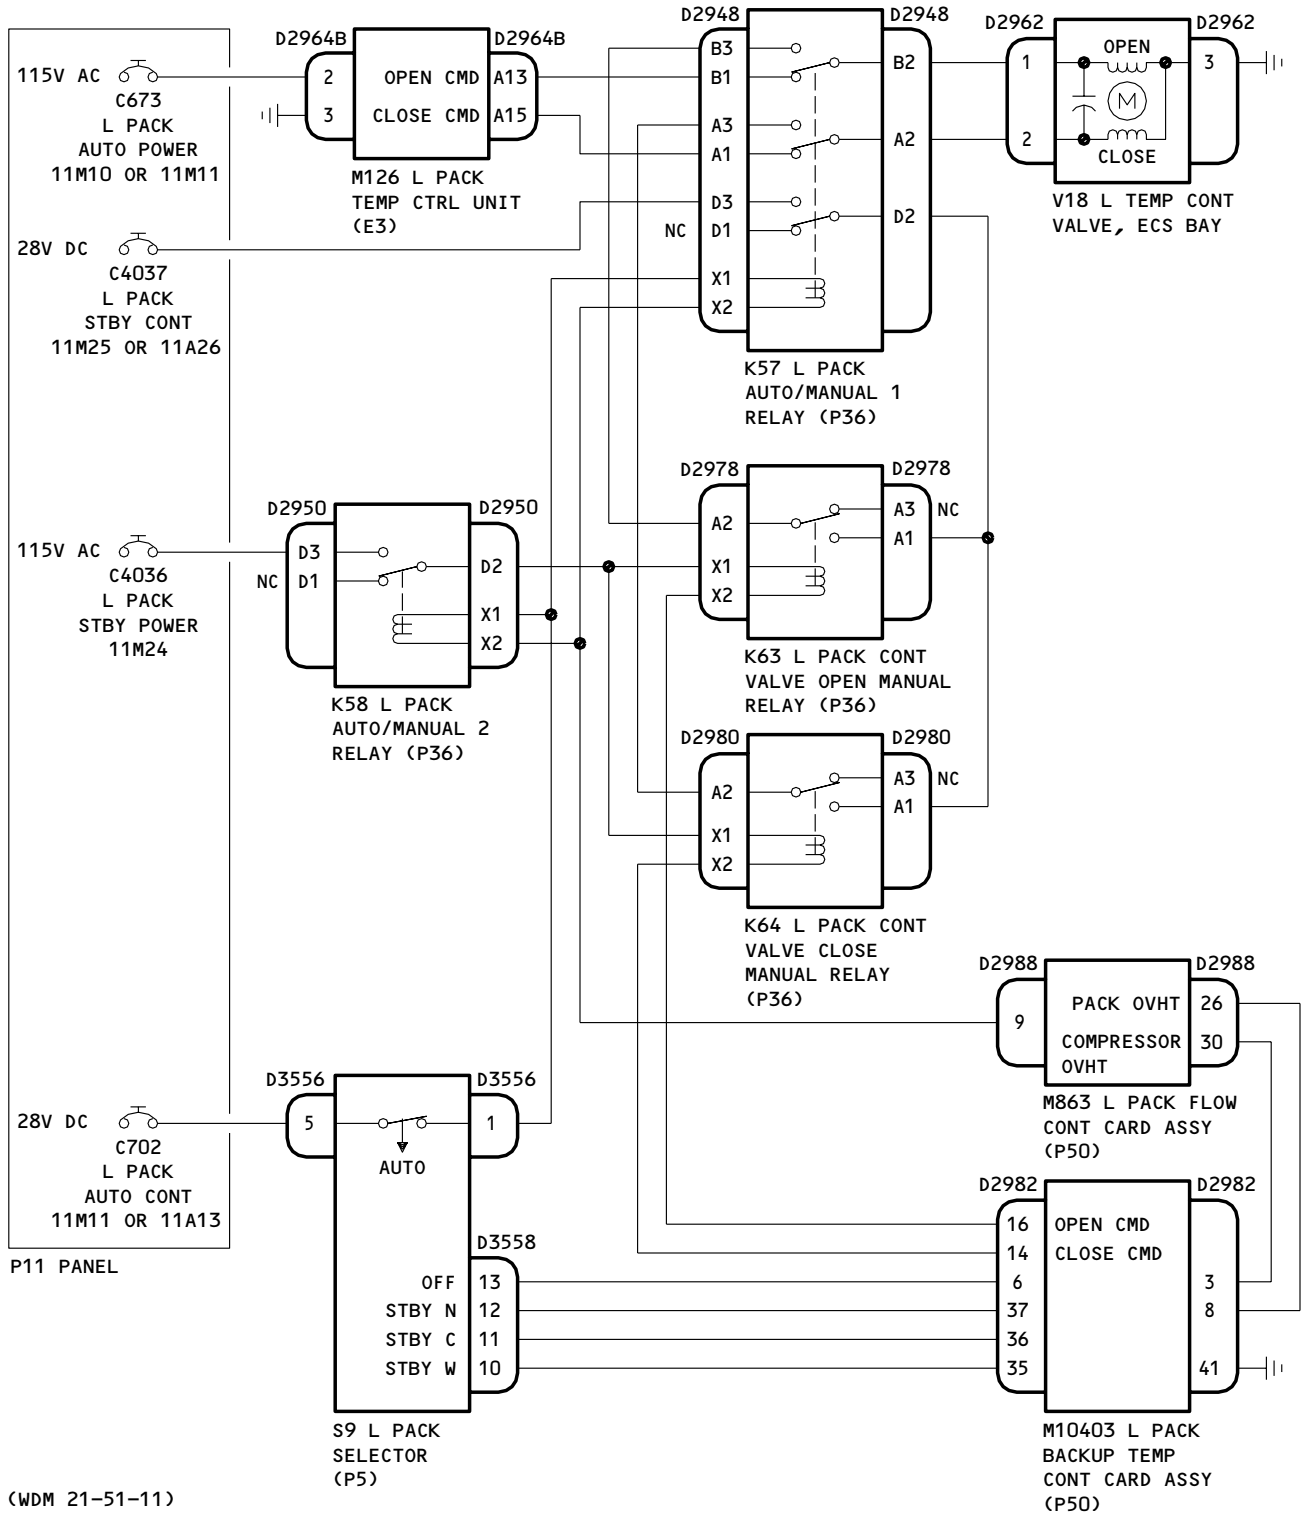 D2948
D2948
D2964B
D2964B
D2962
D2962
115V AC
C673
L PACK
AUTO POWER
11M10 OR 11M11
2
3
OPEN CMD
CLOSE CMD
A13
A15
M126 L PACK
TEMP CTRL UNIT
(E3)
B3
B1
A3
A1
D3
NC
D1
X1
X2
B2
A2
D2
K57 L PACK
AUTO/MANUAL 1
RELAY (P36)
1
2
OPEN
M
CLOSE
3
V18 L TEMP CONT
VALVE, ECS BAY
28V DC
C4037
L PACK
STBY CONT
11M25 OR 11A26
D2978
D2978
A2
X1
X2
A3
NC
A1
K63 L PACK CONT
VALVE OPEN MANUAL
RELAY (P36)
D2950
D2950
115V AC
C4036
L PACK
STBY POWER
11M24
D3
NC
D1
D2
X1
X2
K58 L PACK
AUTO/MANUAL 2
RELAY (P36)
D2980
D2980
A2
X1
X2
A3
NC
A1
K64 L PACK CONT
VALVE CLOSE
MANUAL RELAY
(P36)
D2988
D2988
9
PACK OVHT
COMPRESSOR
OVHT
26
30
M863 L PACK FLOW
CONT CARD ASSY
(P50)
D3556
D3556
28V DC
C702
L PACK
AUTO CONT
11M11 OR 11A13
P11 PANEL
5
AUTO
1
D3558
OFF
13
STBY N
12
STBY C
11
STBY W
10
S9 L PACK
SELECTOR
(P5)
D2982
D2982
16
OPEN CMD
14
CLOSE CMD
6
37
36
35
3
8
41
M10403 L PACK
BACKUP TEMP
CONT CARD ASSY
(P50)
(WDM 21-51-11)